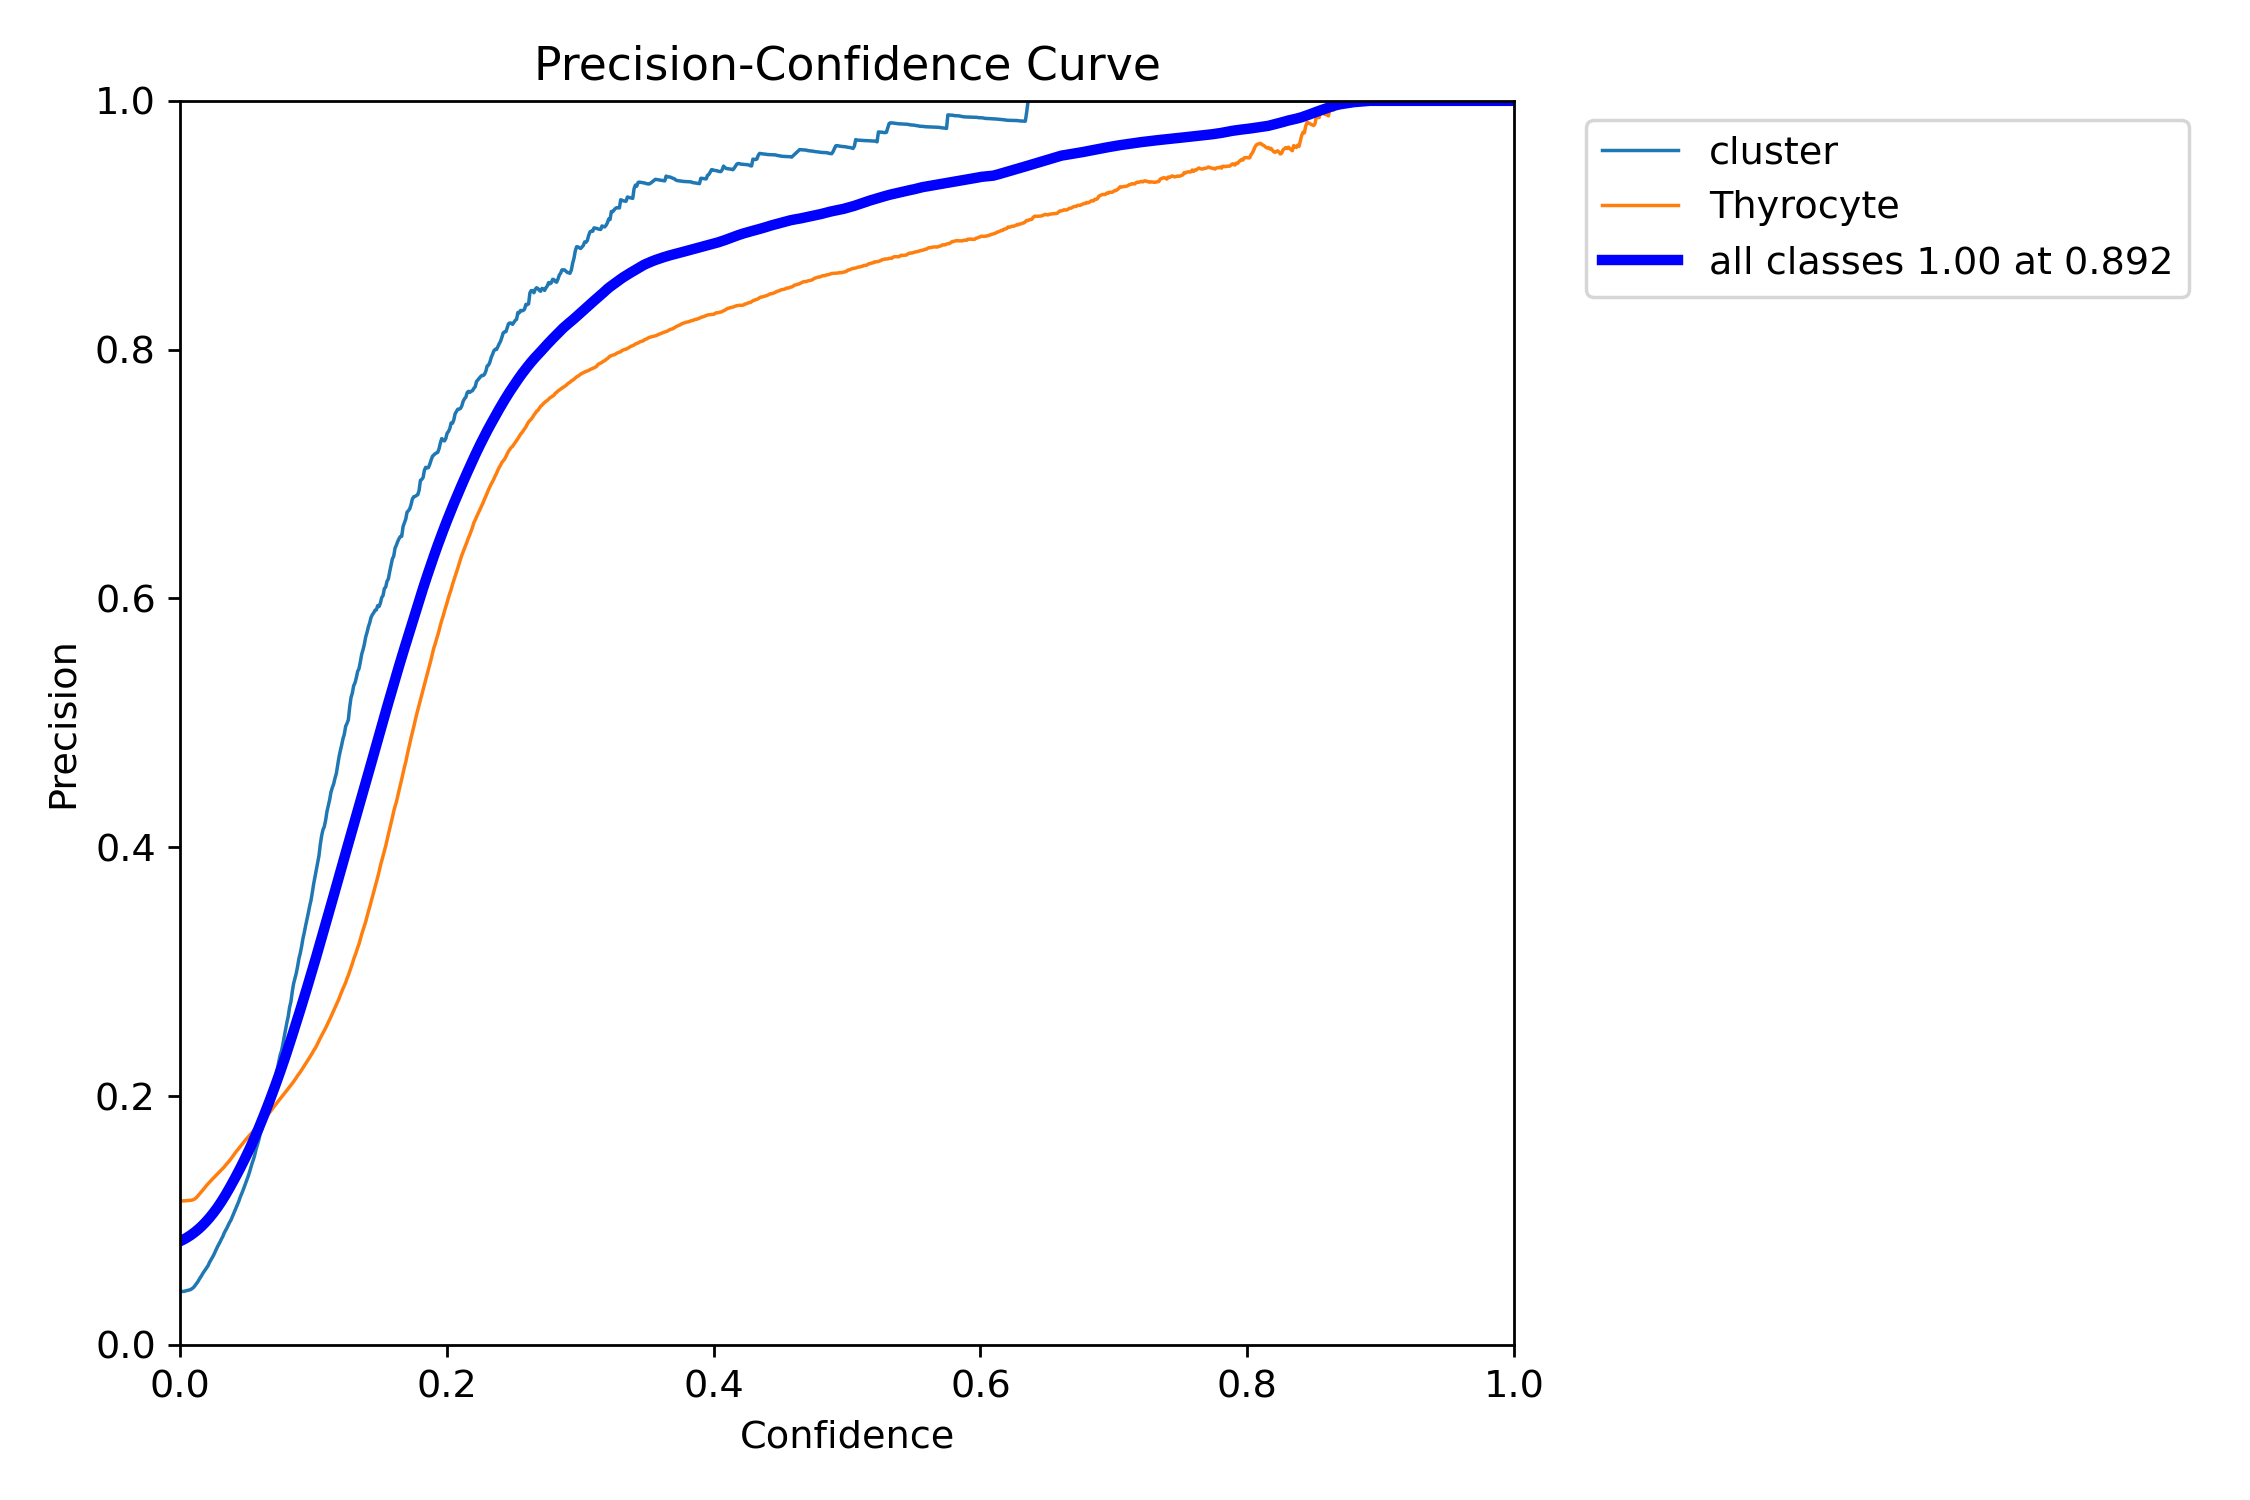 Precision-Confidence Curve
1.0
0.8
0.6
0.4
0.2
0.0
Precision
0.0 0.2 0.4 0.6 0.8 1.0
Confidence
cluster
Thyrocyte
all classes 1.00 at 0.892